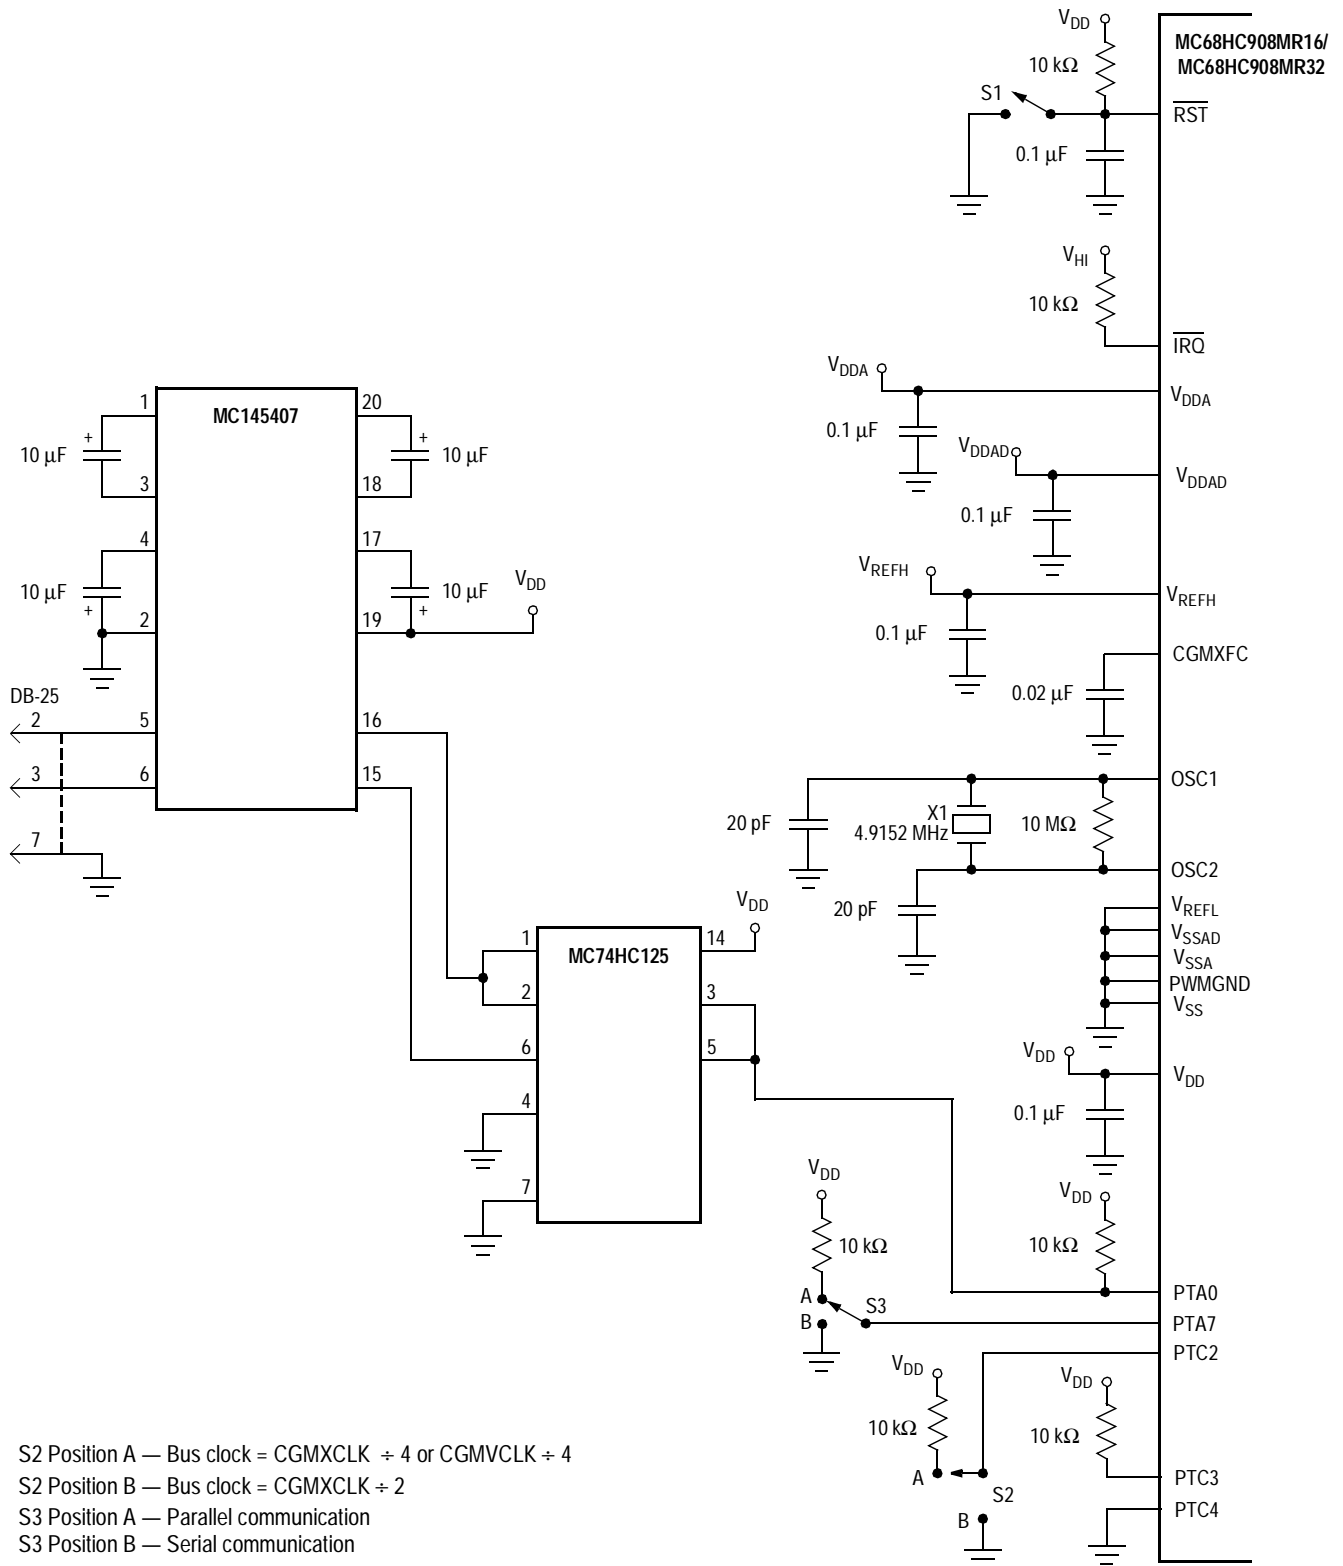 V_DD
MC68HC908MR16/
MC68HC908MR32
10 kΩ
S1
RST
0.1 µF
V_HI
10 kΩ
IRQ
V_DDA
V_DDA
0.1 µF
V_DDAD
V_DDAD
0.1 µF
V_REFH
V_REFH
0.1 µF
CGMXFC
0.02 µF
1
MC145407
20
10 µF
+
+
10 µF
3
18
4
17
10 µF
+
+
10 µF
V_DD
2
19
DB-25
2
5
16
3
6
15
7
OSC1
20 pF
X1
4.9152 MHz
10 MΩ
OSC2
20 pF
V_REFL
V_SSAD
V_SSA
PWMGND
V_SS
V_DD
1
MC74HC125
14
2
3
6
5
4
7
V_DD
V_DD
0.1 µF
V_DD
10 kΩ
V_DD
10 kΩ
PTA0
A
B
S3
PTA7
PTC2
V_DD
10 kΩ
A
S2
B
V_DD
10 kΩ
PTC3
PTC4
S2 Position A — Bus clock = CGMXCLK ÷ 4 or CGMVCLK ÷ 4
S2 Position B — Bus clock = CGMXCLK ÷ 2
S3 Position A — Parallel communication
S3 Position B — Serial communication